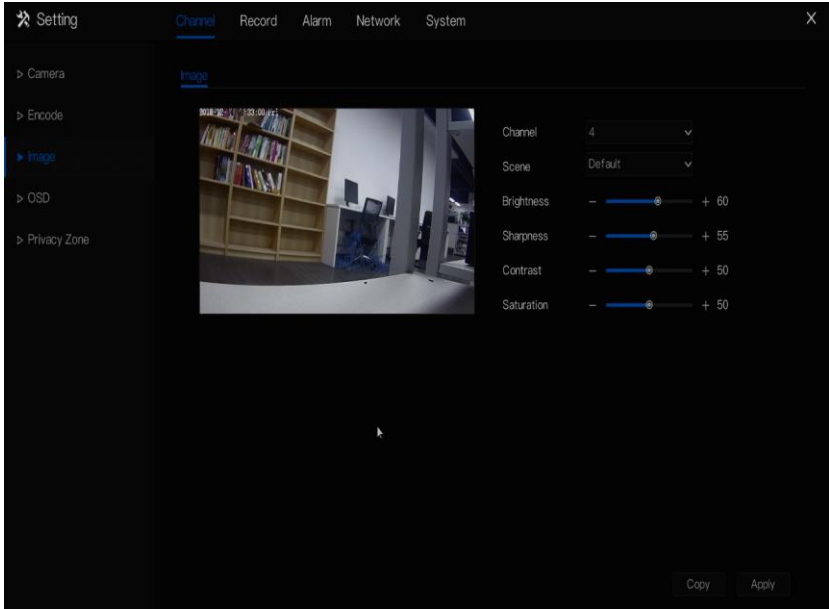 Setting
Channel Record Alarm Network System X
Camera
Encode
Image
OSD
Privacy Zone
Image
Channel 4
Scene Default
Brightness - + 60
Sharpness - + 55
Contrast - + 50
Saturation - + 50
Copy Apply